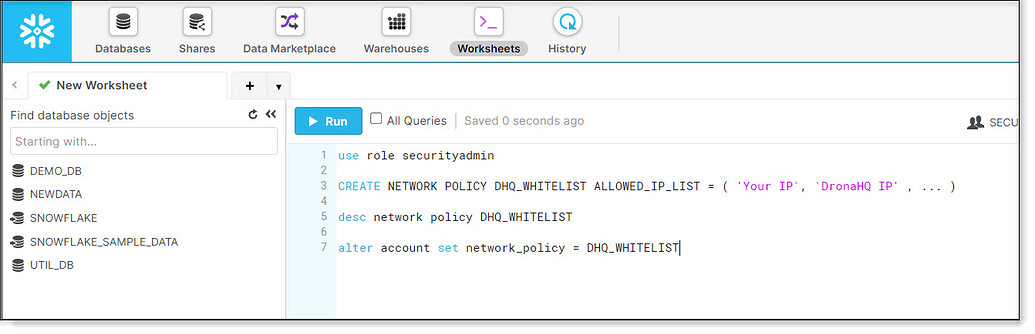 Databases
Shares
Data Marketplace
Warehouses
Worksheets
History
New Worksheet
Find database objects
Starting with...
DEMO_DB
NEWDATA
SNOWFLAKE
SNOWFLAKE_SAMPLE_DATA
UTIL_DB
Run
All Queries
Saved 0 seconds ago
SECU
1 use role securityadmin
2
3 CREATE NETWORK POLICY DHQ_WHITELIST ALLOWED_IP_LIST = ( 'Your IP', `DronaHQ IP' , ... )
4
5 desc network policy DHQ_WHITELIST
6
7 alter account set network_policy = DHQ_WHITELIST